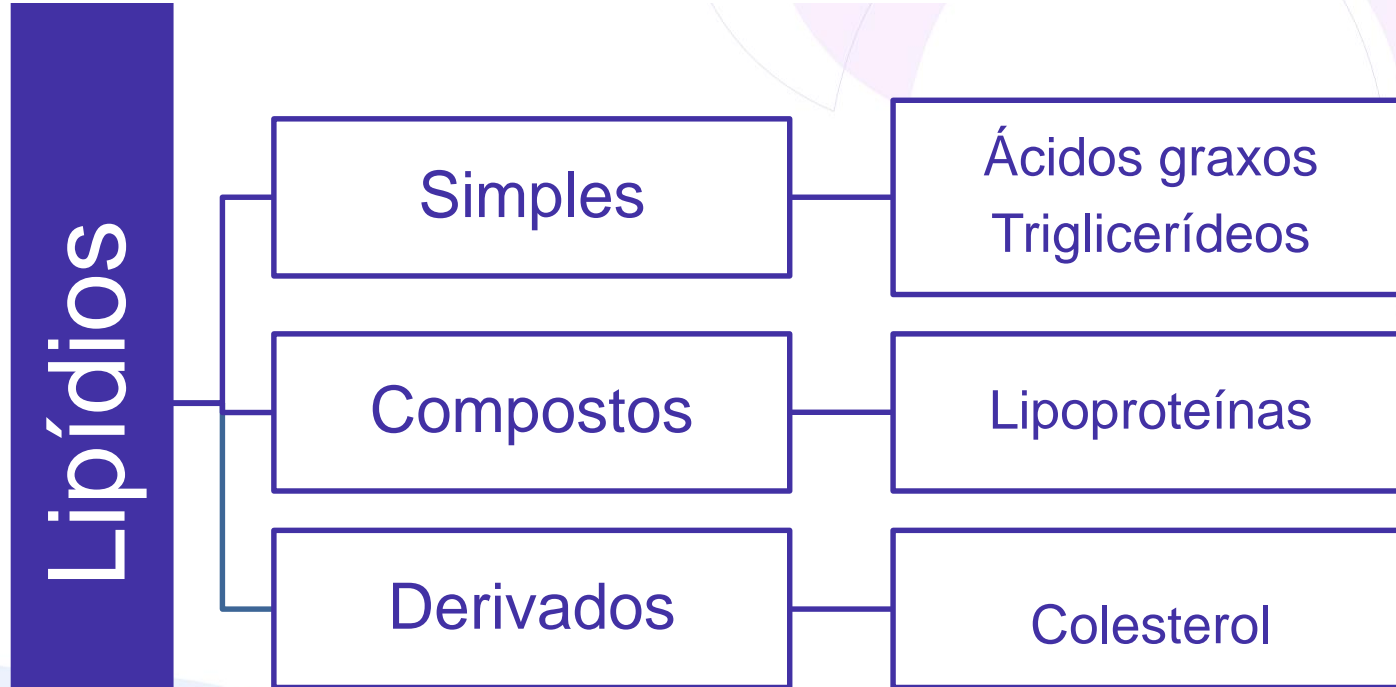 Lipídios
Simples
Ácidos graxos
Triglicerídeos
Compostos
Lipoproteínas
Derivados
Colesterol